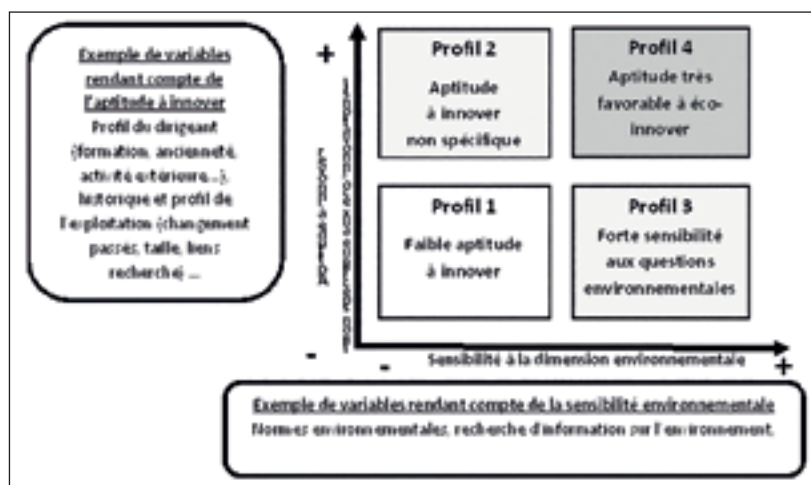 Exemple de variables
rendant compte de
l'aptitude à innover
Profil du dirigeant
(formation, ancienneté,
activité extérieure...),
historique et profil de
l'exploitation (changement
passés, taille, liens
recherche) ...
+
Profil 2
Aptitude
à innover
non spécifique
Profil 4
Aptitude très
favorable à éco-
innover
Profil 1
Faible aptitude
à innover
Profil 3
Forte sensibilité
aux questions
environnementales
-
-
Sensibilité à la dimension environnementale
+
Exemple de variables rendant compte de la sensibilité environnementale
Normes environnementales, recherche d'information sur l'environnement,